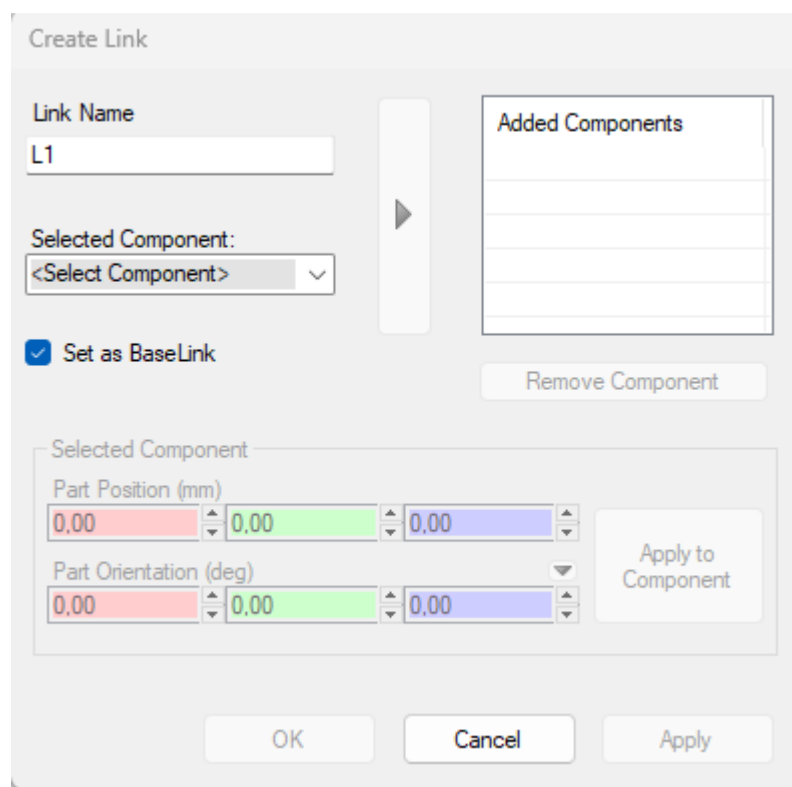 Create Link
Link Name
L1
Selected Component:
<Select Component>
Set as BaseLink
Added Components
Remove Component
Selected Component
Part Position (mm)
0,00 0,00 0,00
Part Orientation (deg)
0,00 0,00 0,00
Apply to
Component
OK Cancel Apply